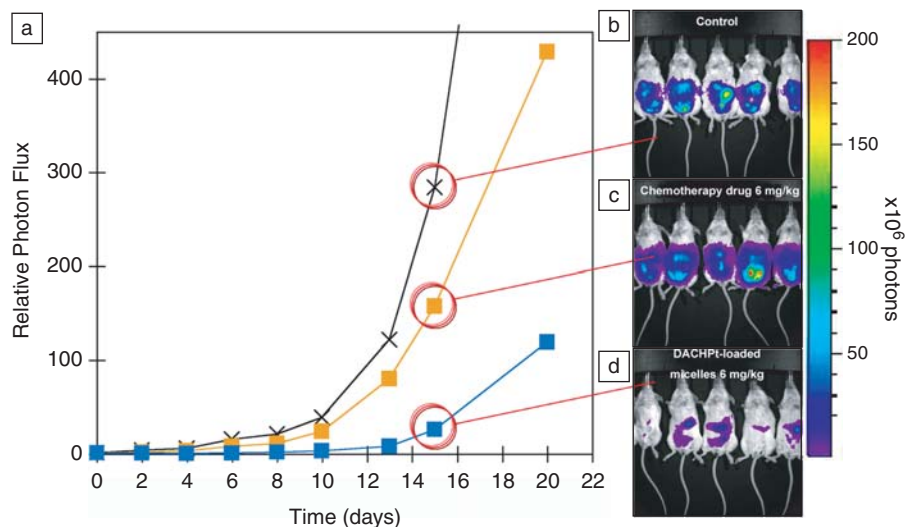 a
400
300
200
100
0
Relative Photon Flux
0 2 4 6 8 10 12 14 16 18 20 22
Time (days)
b
Control
c
Chemotherapy drug 6 mg/kg
d
DACHPt-loaded
micelles 6 mg/kg
200
150
100
50
x10⁶ photons